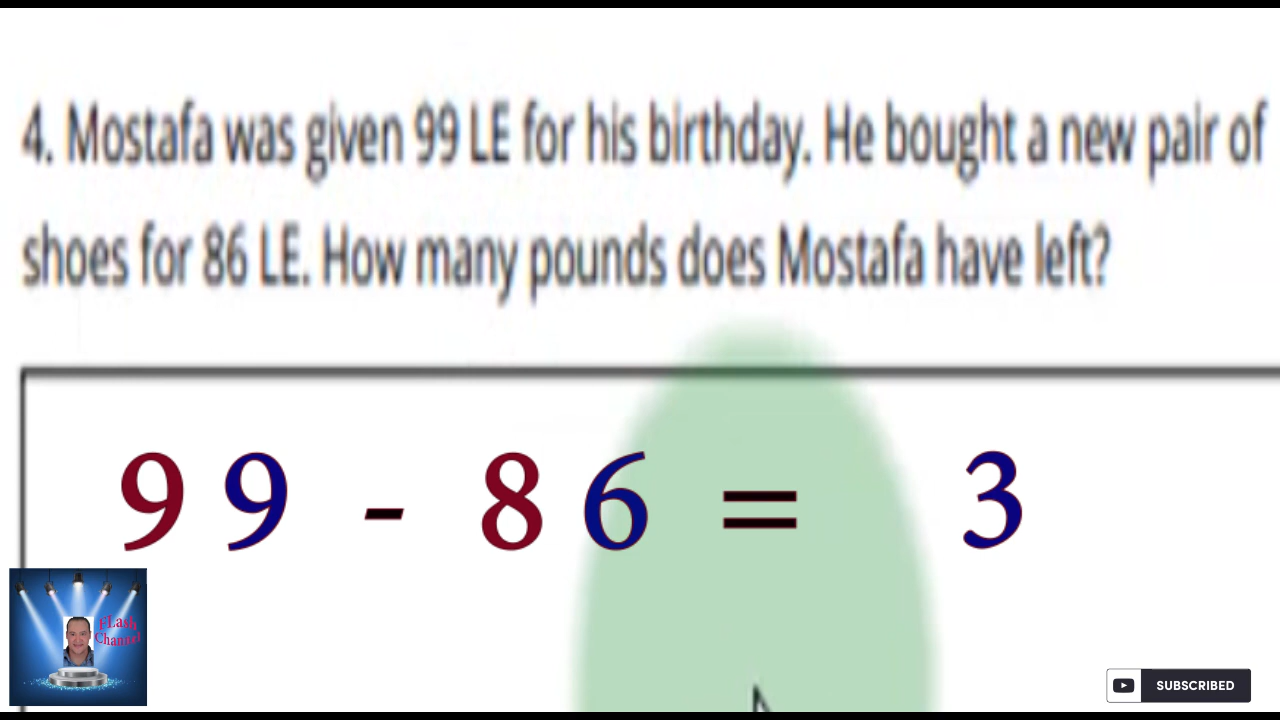 4. Mostafa was given 99 LE for his birthday. He bought a new pair of
shoes for 86 LE. How many pounds does Mostafa have left?
9 9 - 8 6 = 3
FLash
Channel
SUBSCRIBED